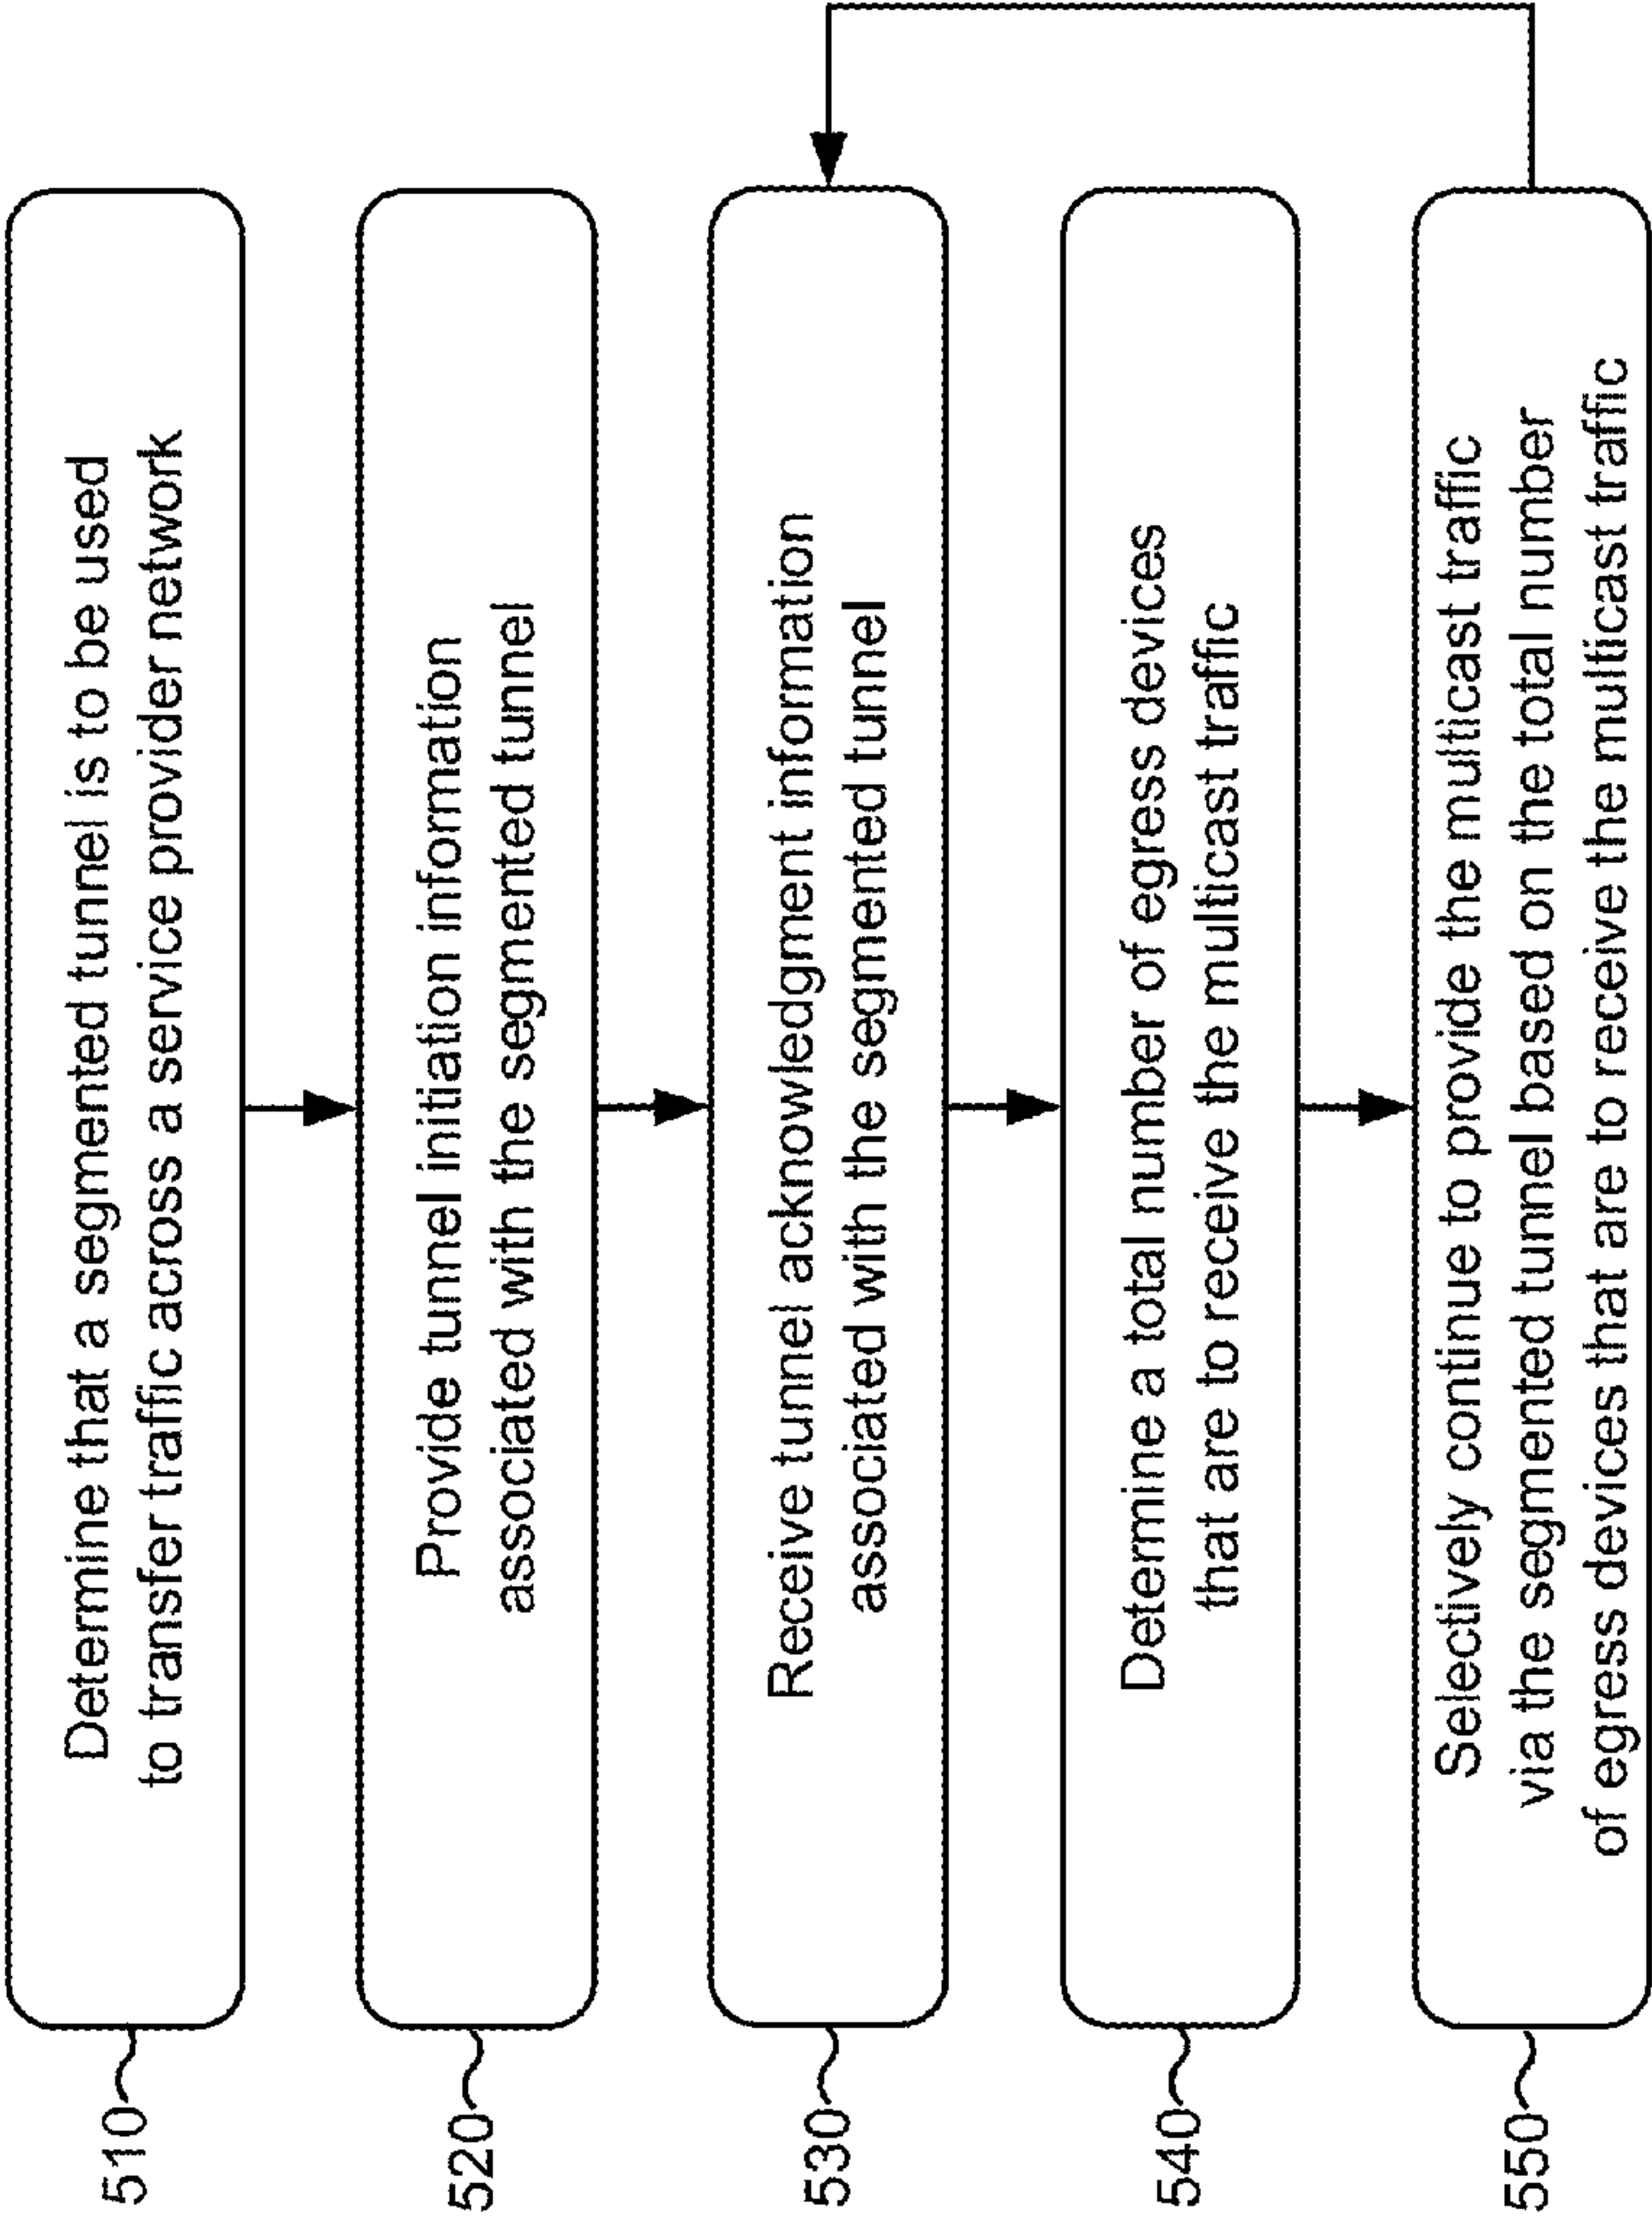 510
Determine that a segmented tunnel is to be used
to transfer traffic across a service provider network
520
Provide tunnel initiation information
associated with the segmented tunnel
530
Receive tunnel acknowledgment information
associated with the segmented tunnel
540
Determine a total number of egress devices
that are to receive the multicast traffic
550
Selectively continue to provide the multicast traffic
via the segmented tunnel based on the total number
of egress devices that are to receive the multicast traffic